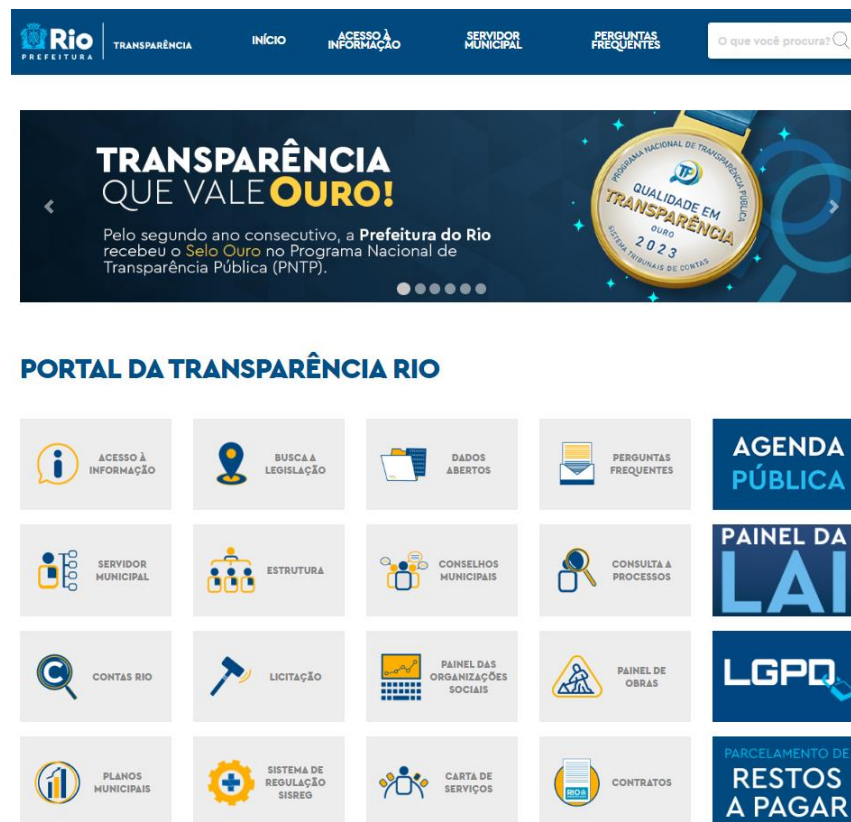 Rio
PREFEITURA
TRANSPARÊNCIA
INÍCIO
ACESSO À
INFORMAÇÃO
SERVIDOR
MUNICIPAL
PERGUNTAS
FREQUENTES
O que você procura?
TRANSPARÊNCIA
QUE VALE OURO!
Pelo segundo ano consecutivo, a Prefeitura do Rio
recebeu o Selo Ouro no Programa Nacional de
Transparência Pública (PNTP).
PROGRAMA NACIONAL DE TRANSPARÊNCIA PÚBLICA
TP
QUALIDADE EM
TRANSPARÊNCIA
OURO
2023
SISTEMA TRIBUNAIS DE CONTAS
PORTAL DA TRANSPARÊNCIA RIO
ACESSO À
INFORMAÇÃO
BUSCA A
LEGISLAÇÃO
DADOS
ABERTOS
PERGUNTAS
FREQUENTES
AGENDA
PÚBLICA
SERVIDOR
MUNICIPAL
ESTRUTURA
CONSELHOS
MUNICIPAIS
CONSULTA A
PROCESSOS
PAINEL DA
LAI
CONTAS RIO
LICITAÇÃO
PAINEL DAS
ORGANIZAÇÕES
SOCIAIS
PAINEL DE
OBRAS
LGPD
PLANOS
MUNICIPAIS
SISTEMA DE
REGULAÇÃO
SISREG
CARTA DE
SERVIÇOS
CONTRATOS
PARCELAMENTO DE
RESTOS
A PAGAR